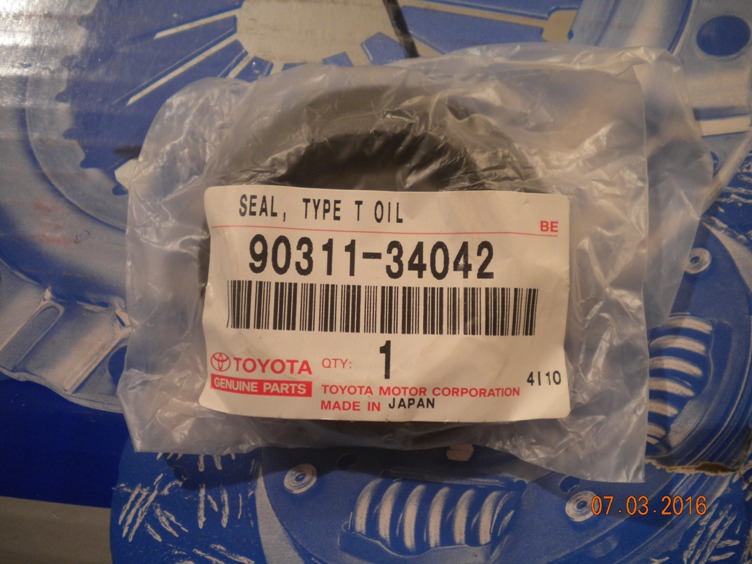 SEAL, TYPE T OIL
BE
90311-34042
TOYOTA QTY: 1
GENUINE PARTS
TOYOTA MOTOR CORPORATION
4I10
MADE IN JAPAN
07.03.2016